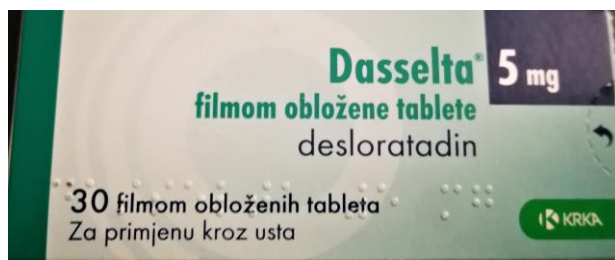 Dasselta® 5 mg
filmom obložene tablete
desloratadin
30 filmom obloženih tableta
Za primjenu kroz usta
KRKA